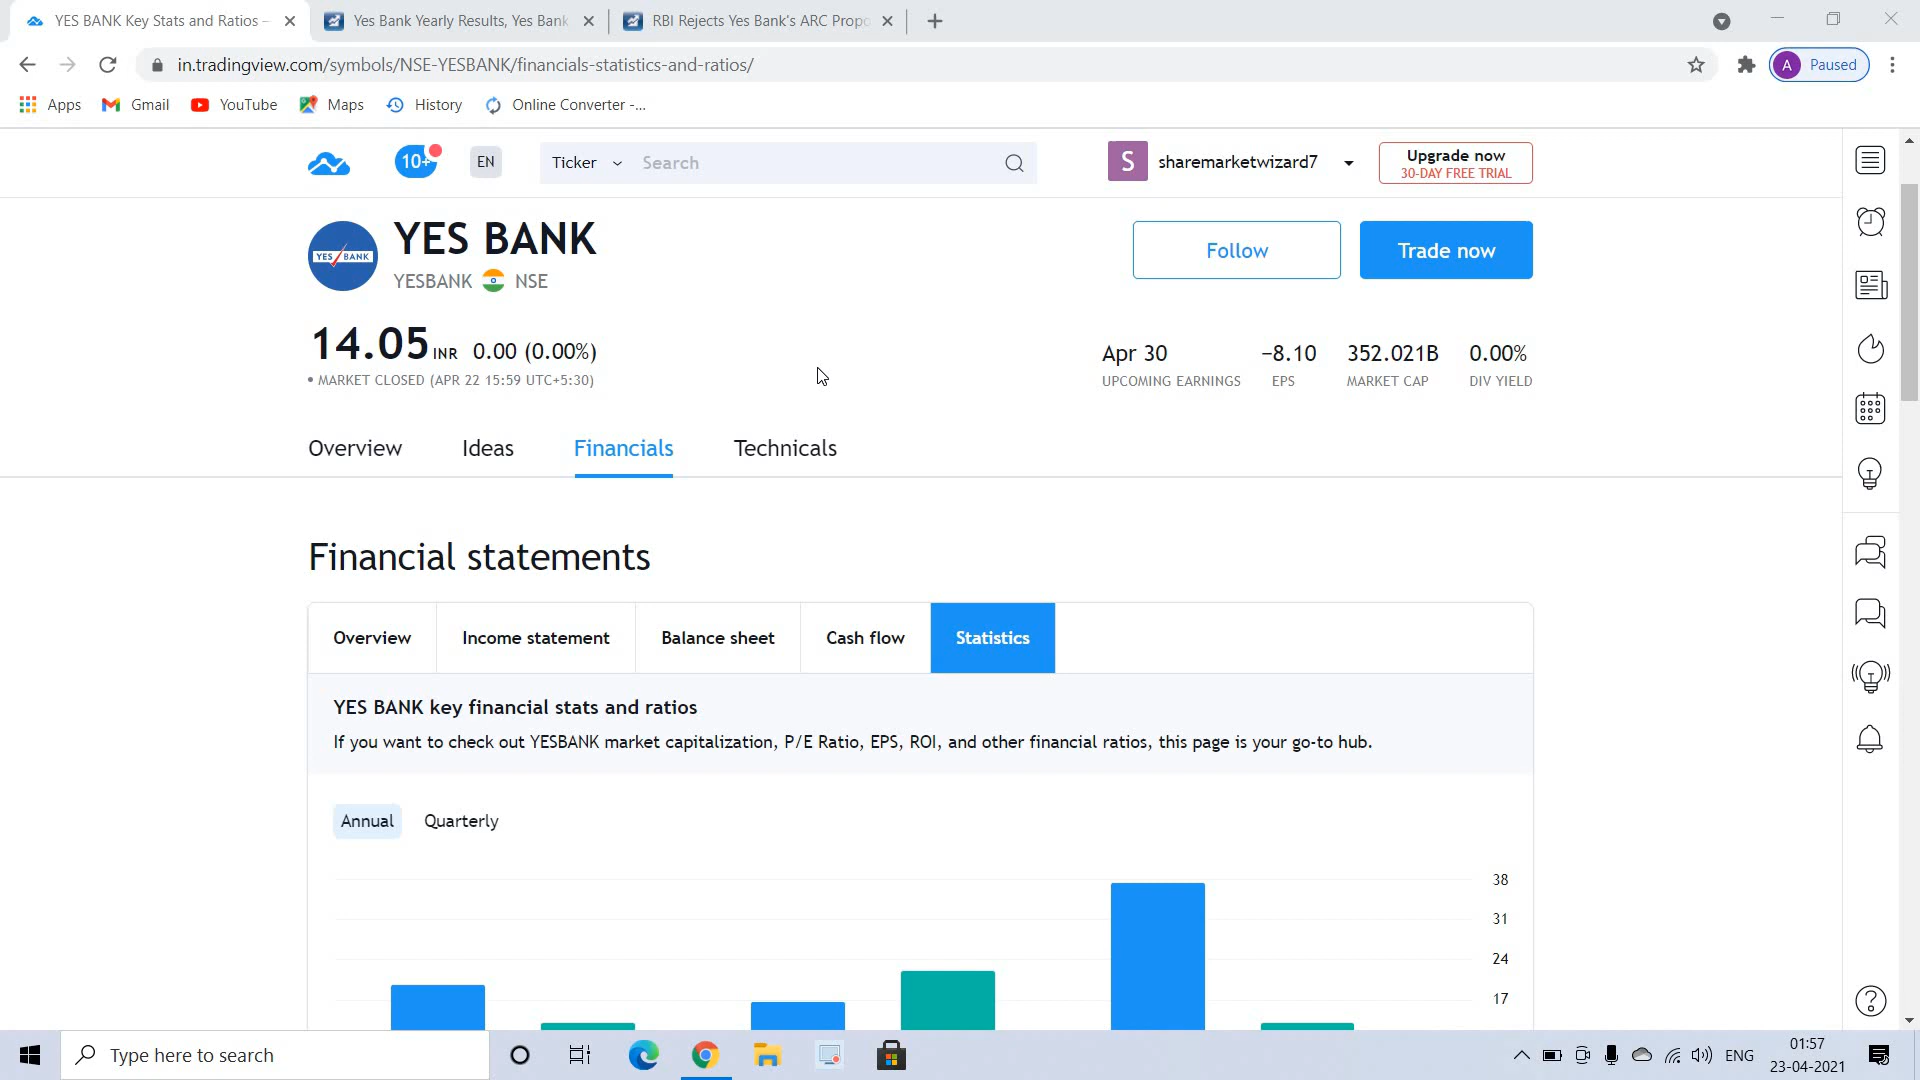 YES BANK Key Stats and Ratios –
Yes Bank Yearly Results, Yes Bank
RBI Rejects Yes Bank's ARC Propo
in.tradingview.com/symbols/NSE-YESBANK/financials-statistics-and-ratios/
A Paused
Apps Gmail YouTube Maps History Online Converter -...
10+ EN Ticker Search S sharemarketwizard7 Upgrade now
30-DAY FREE TRIAL
YES BANK
YES BANK
YESBANK NSE
Follow Trade now
14.05 INR 0.00 (0.00%)
• MARKET CLOSED (APR 22 15:59 UTC+5:30)
Apr 30 −8.10 352.021B 0.00%
UPCOMING EARNINGS EPS MARKET CAP DIV YIELD
Overview Ideas Financials Technicals
Financial statements
Overview Income statement Balance sheet Cash flow Statistics
YES BANK key financial stats and ratios
If you want to check out YESBANK market capitalization, P/E Ratio, EPS, ROI, and other financial ratios, this page is your go-to hub.
Annual Quarterly
38
31
24
17
Type here to search
ENG
01:57
23-04-2021